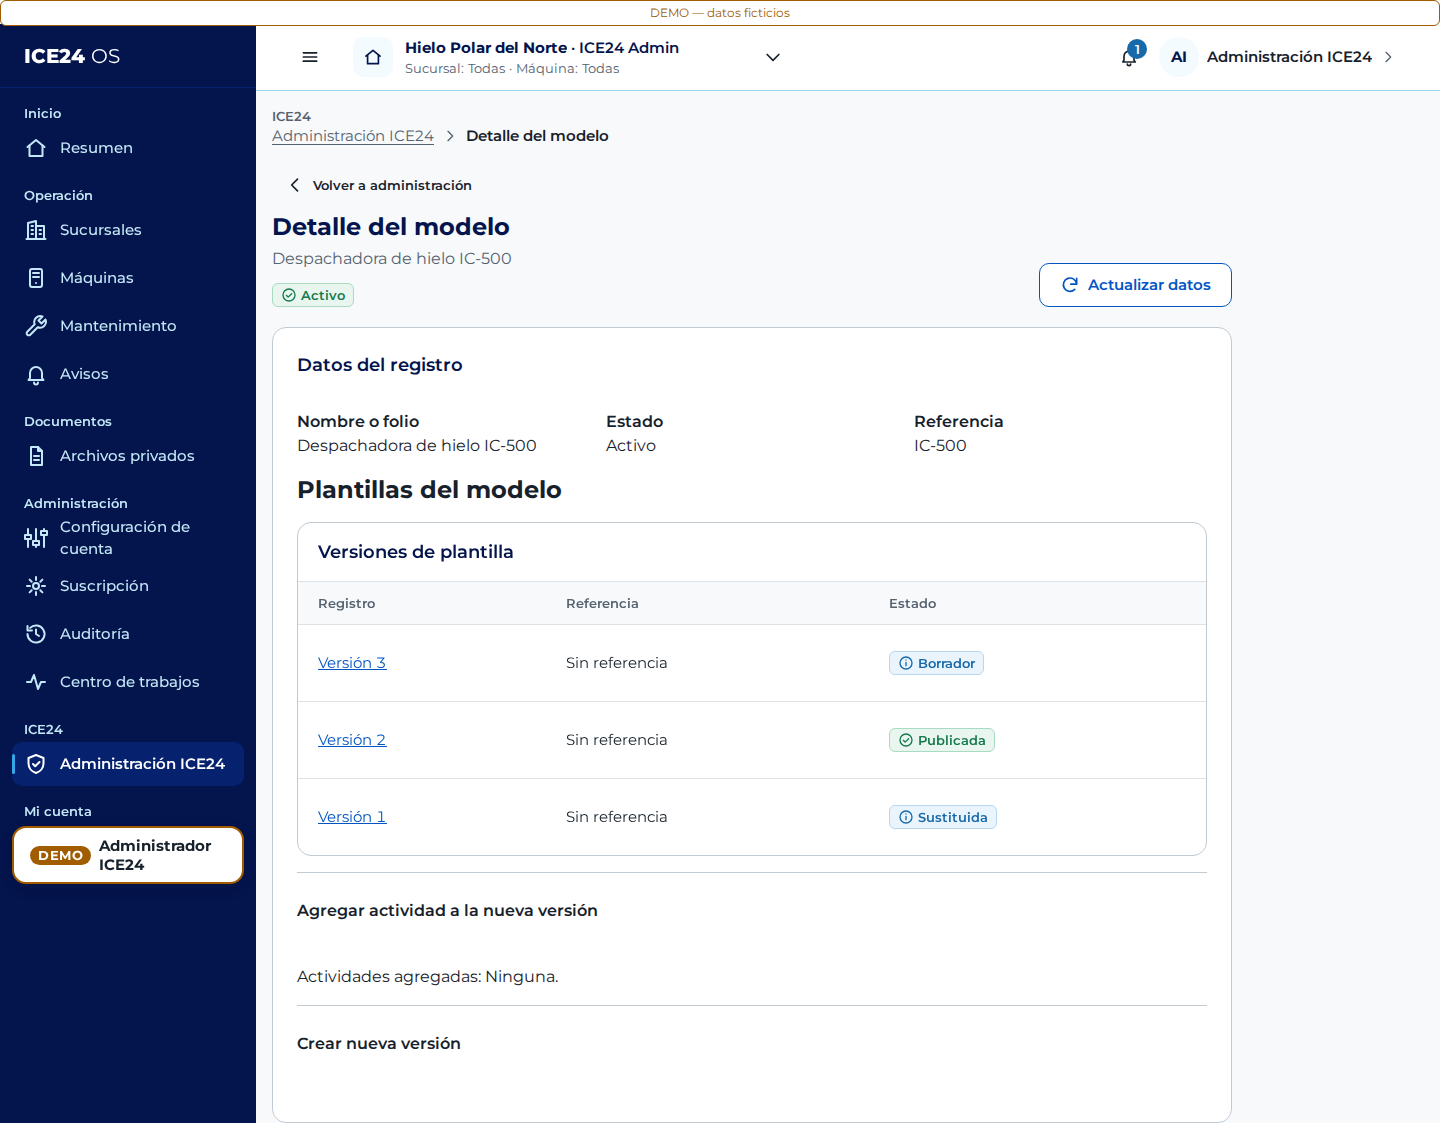 DEMO — datos ficticios
ICE24 OS
Inicio
Resumen
Operación
Sucursales
Máquinas
Mantenimiento
Avisos
Documentos
Archivos privados
Administración
Configuración de
cuenta
Suscripción
Auditoría
Centro de trabajos
ICE24
Administración ICE24
Mi cuenta
DEMO Administrador
ICE24
Hielo Polar del Norte · ICE24 Admin
Sucursal: Todas · Máquina: Todas
1
AI Administración ICE24
ICE24
Administración ICE24 > Detalle del modelo
Volver a administración
Detalle del modelo
Despachadora de hielo IC-500
Activo
Actualizar datos
Datos del registro
Nombre o folio Estado Referencia
Despachadora de hielo IC-500 Activo IC-500
Plantillas del modelo
Versiones de plantilla
Registro Referencia Estado
Versión 3 Sin referencia Borrador
Versión 2 Sin referencia Publicada
Versión 1 Sin referencia Sustituida
Agregar actividad a la nueva versión
Actividades agregadas: Ninguna.
Crear nueva versión